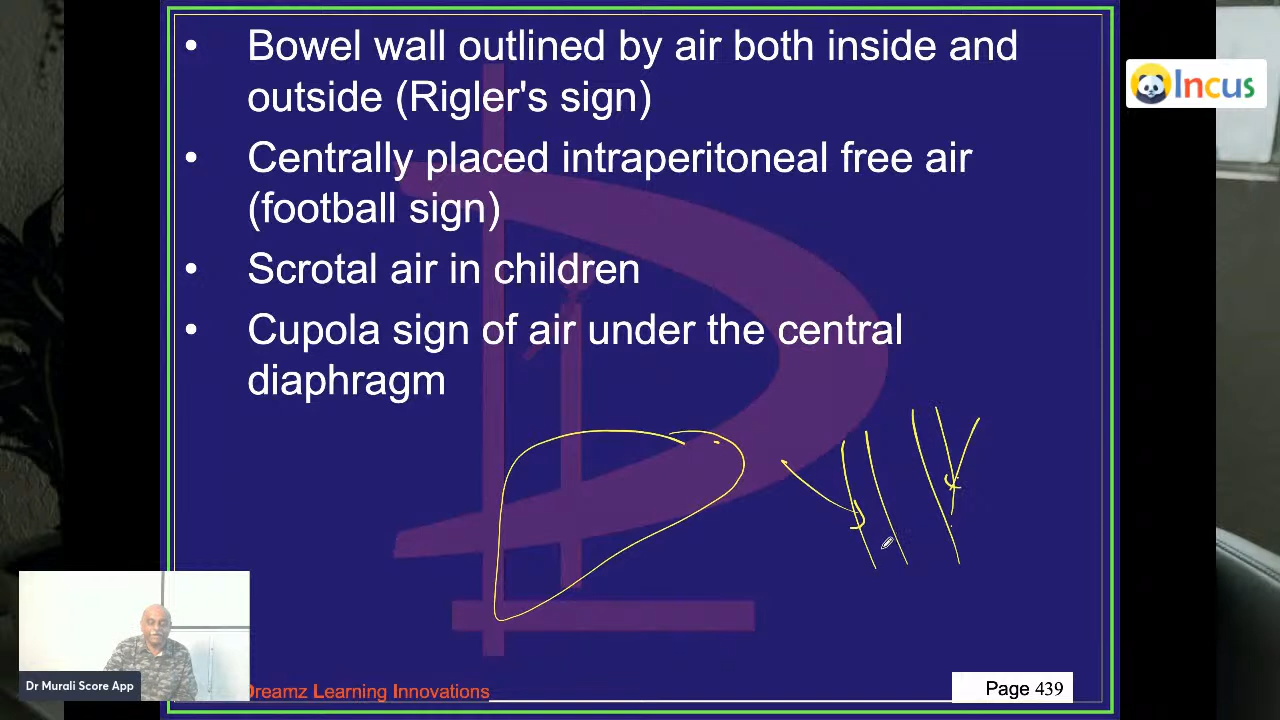 • Bowel wall outlined by air both inside and
outside (Rigler's sign)
• Centrally placed intraperitoneal free air
(football sign)
• Scrotal air in children
• Cupola sign of air under the central
diaphragm
Incus
Dr Murali Score App
Dreamz Learning Innovations
Page 439